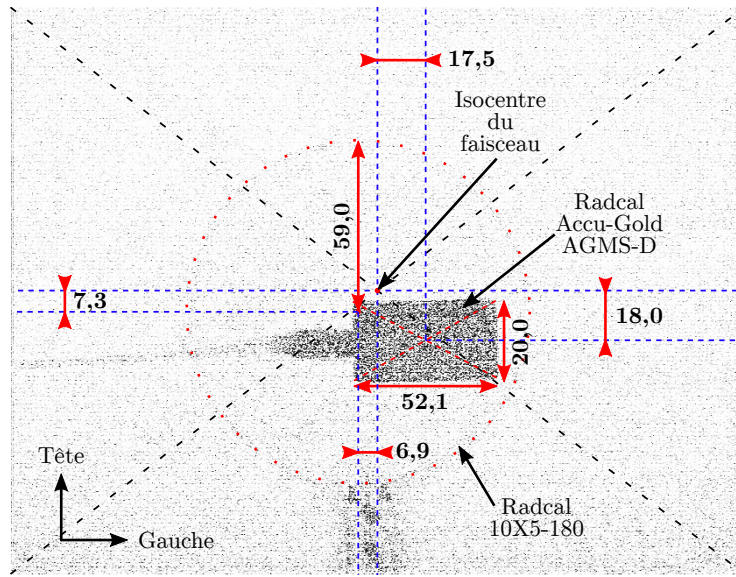 17,5
Isocentre
du
faisceau
Radcal
Accu-Gold
AGMS-D
59,0
7,3
18,0
20,0
52,1
6,9
Tête
Gauche
Radcal
10X5-180